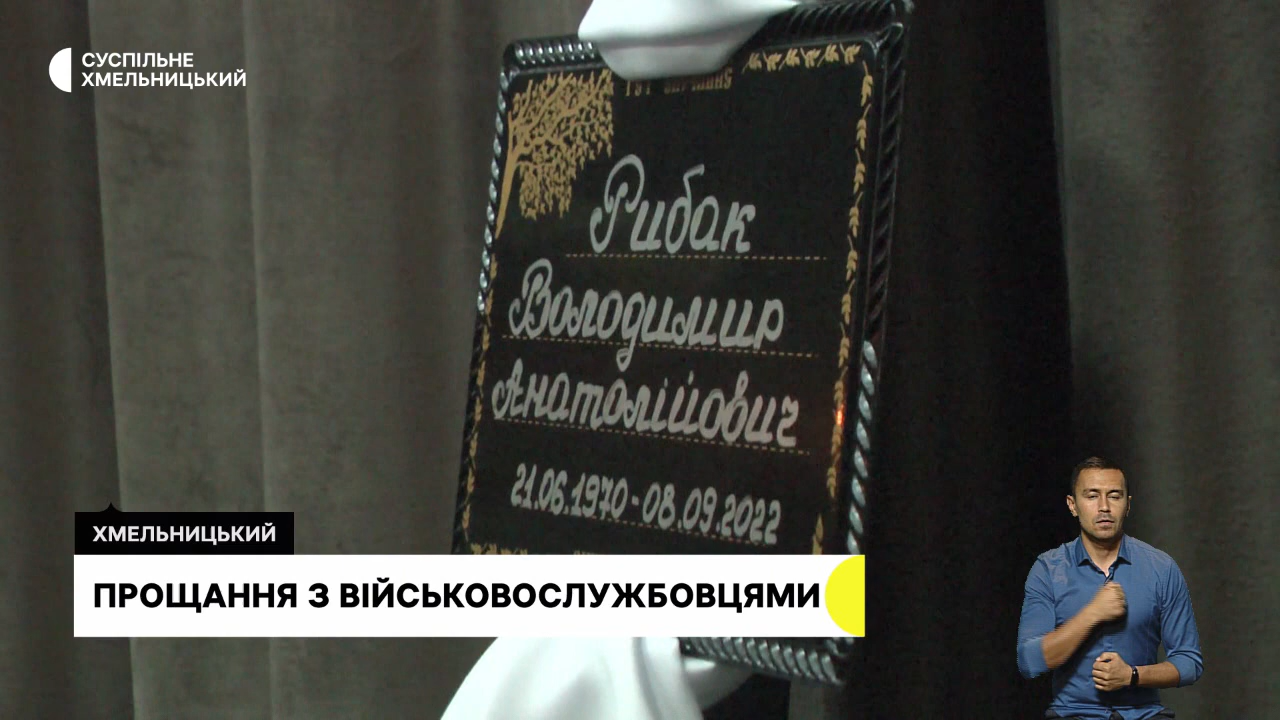 СУСПІЛЬНЕ
ХМЕЛЬНИЦЬКИЙ
Рибак
Володимир
Анатолійович
21.06.1970-08.09.2022
ХМЕЛЬНИЦЬКИЙ
ПРОЩАННЯ З ВІЙСЬКОВОСЛУЖБОВЦЯМИ